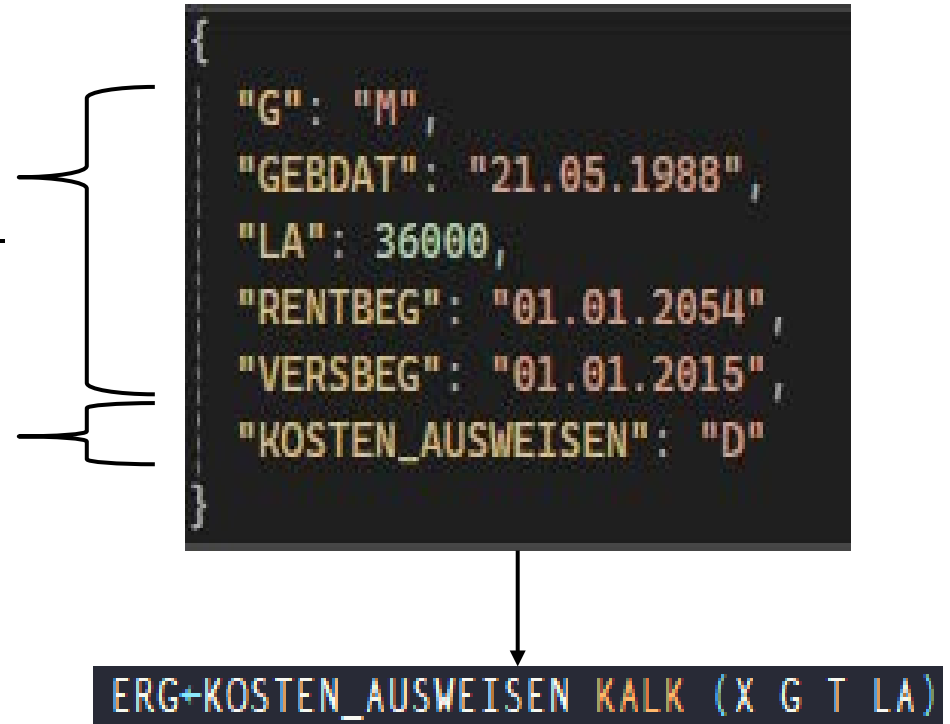 {
"G": "M",
"GEBDAT": "21.05.1988",
"LA": 36000,
"RENTBEG": "01.01.2054",
"VERSBEG": "01.01.2015",
"KOSTEN_AUSWEISEN": "D"
}
ERG←KOSTEN_AUSWEISEN KALK (X G T LA)